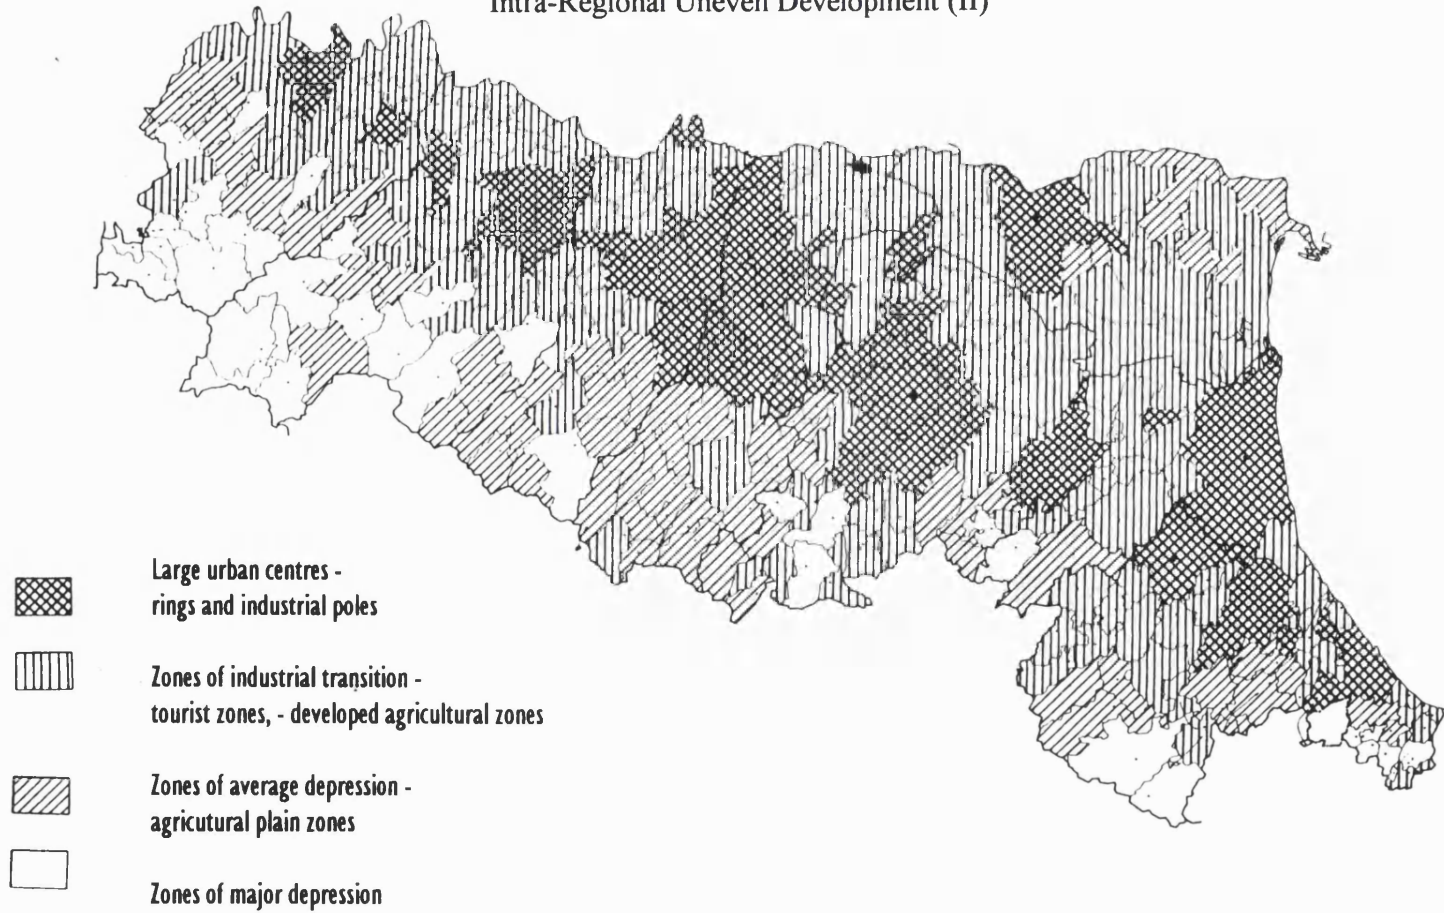 Intra-Regional Uneven Development (II)
Large urban centres -
rings and industrial poles
Zones of industrial transition -
tourist zones, - developed agricultural zones
Zones of average depression -
agricutural plain zones
Zones of major depression